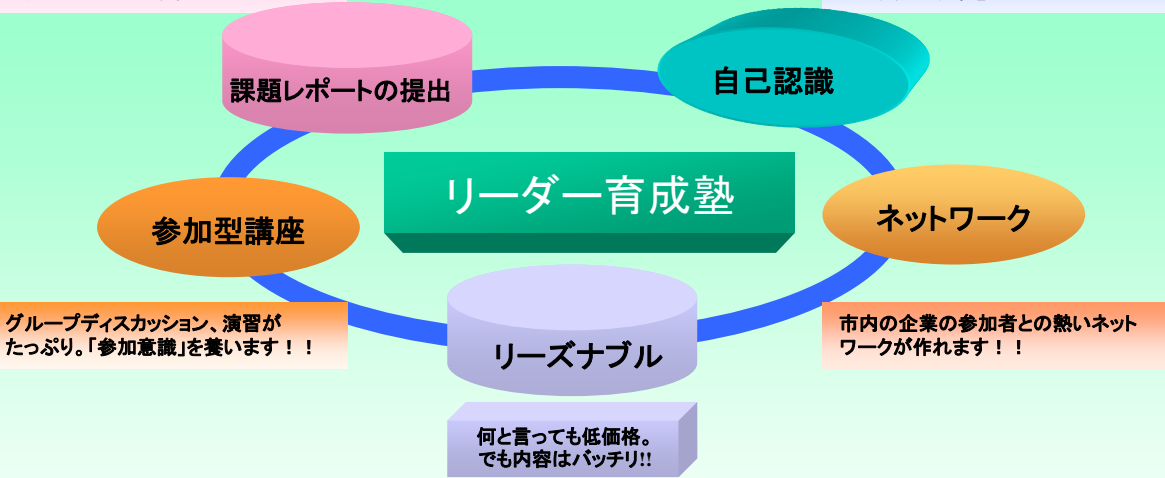 課題レポートの提出
自己認識
リーダー育成塾
参加型講座
ネットワーク
グループディスカッション、演習が
たっぷり。「参加意識」を養います！！
市内の企業の参加者との熱いネット
ワークが作れます！！
リーズナブル
何と言っても低価格。
でも内容はバッチリ!!